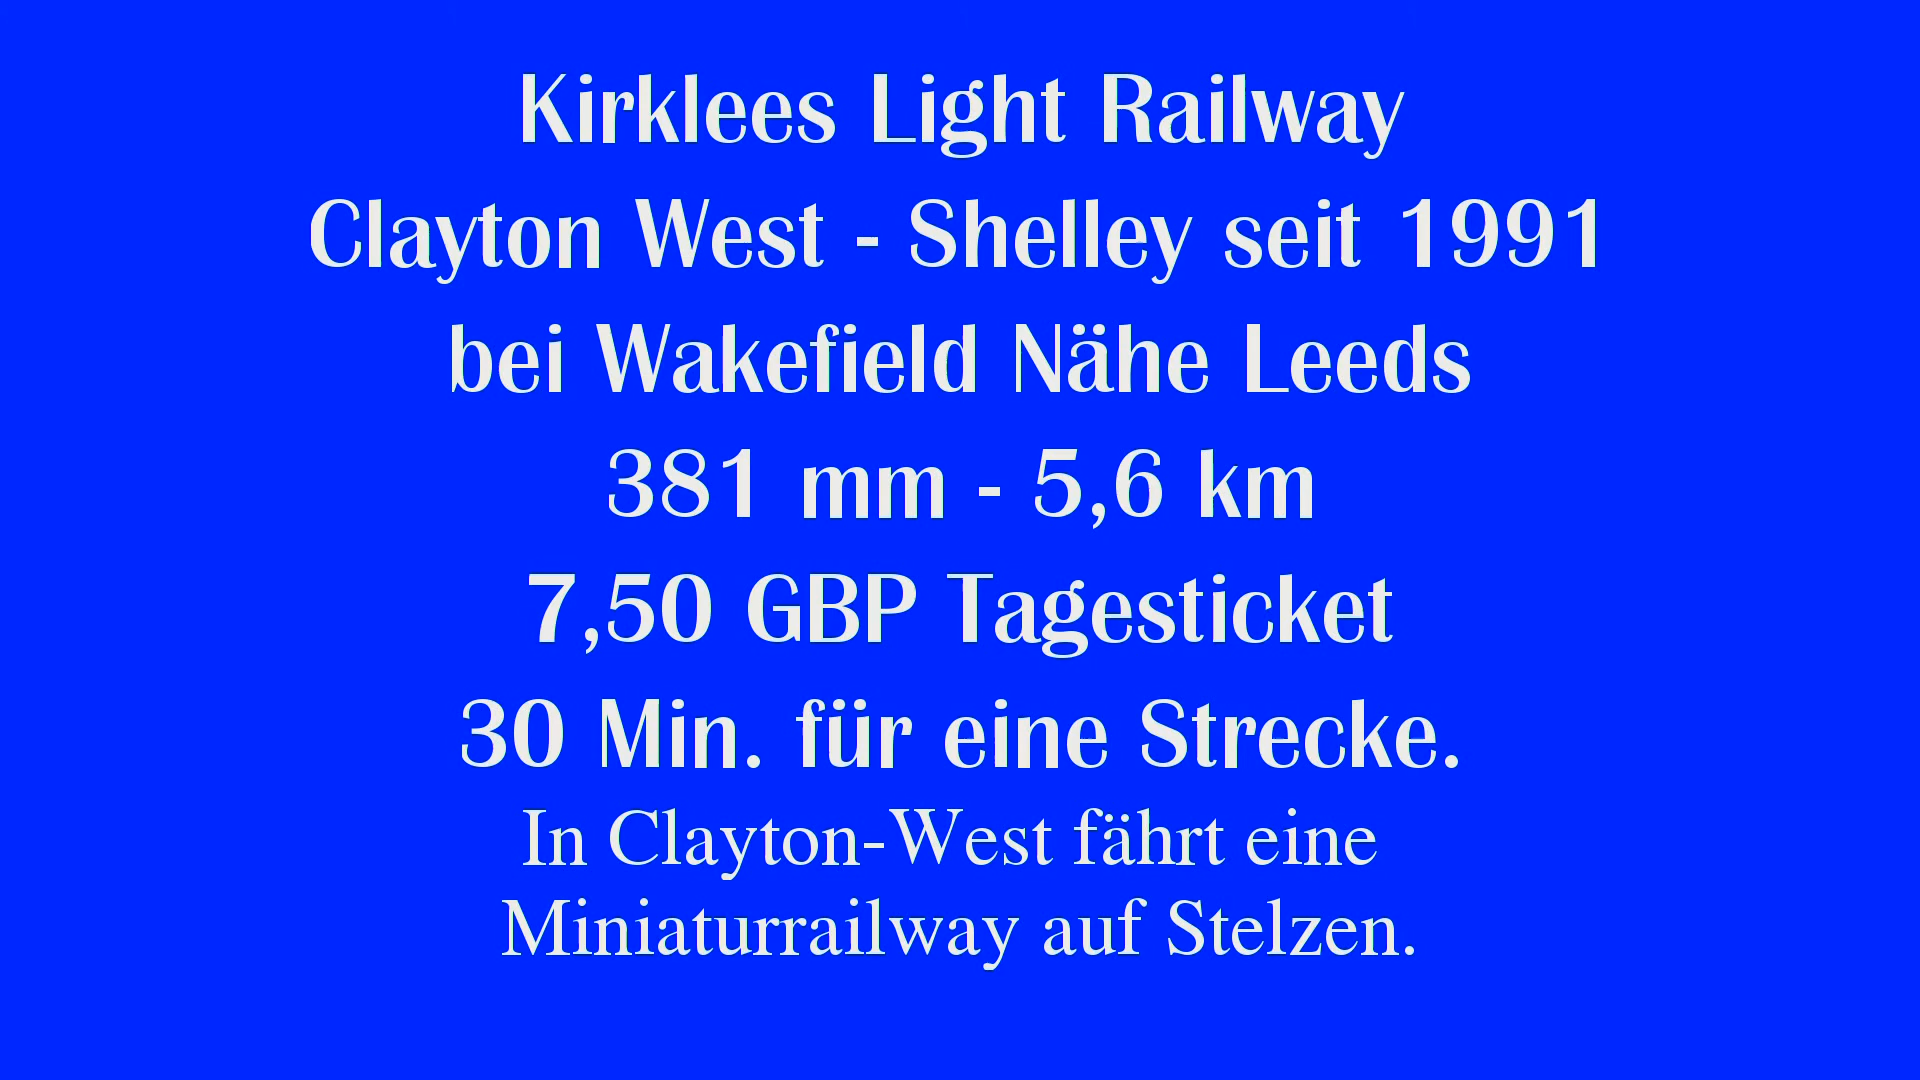 Kirklees Light Railway
Clayton West - Shelley seit 1991
bei Wakefield Nähe Leeds
381 mm - 5,6 km
7,50 GBP Tagesticket
30 Min. für eine Strecke.
In Clayton-West fährt eine
Miniaturrailway auf Stelzen.